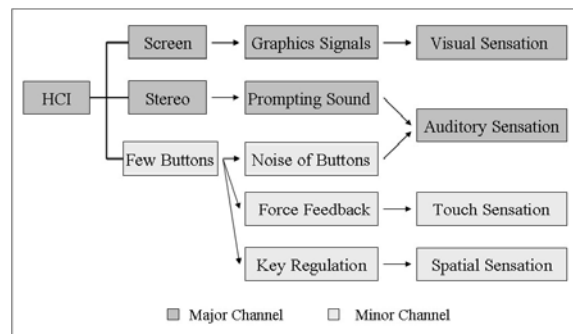 Screen Graphics Signals Visual Sensation
HCI Stereo Prompting Sound
Auditory Sensation
Few Buttons Noise of Buttons
Force Feedback Touch Sensation
Key Regulation Spatial Sensation
Major Channel Minor Channel